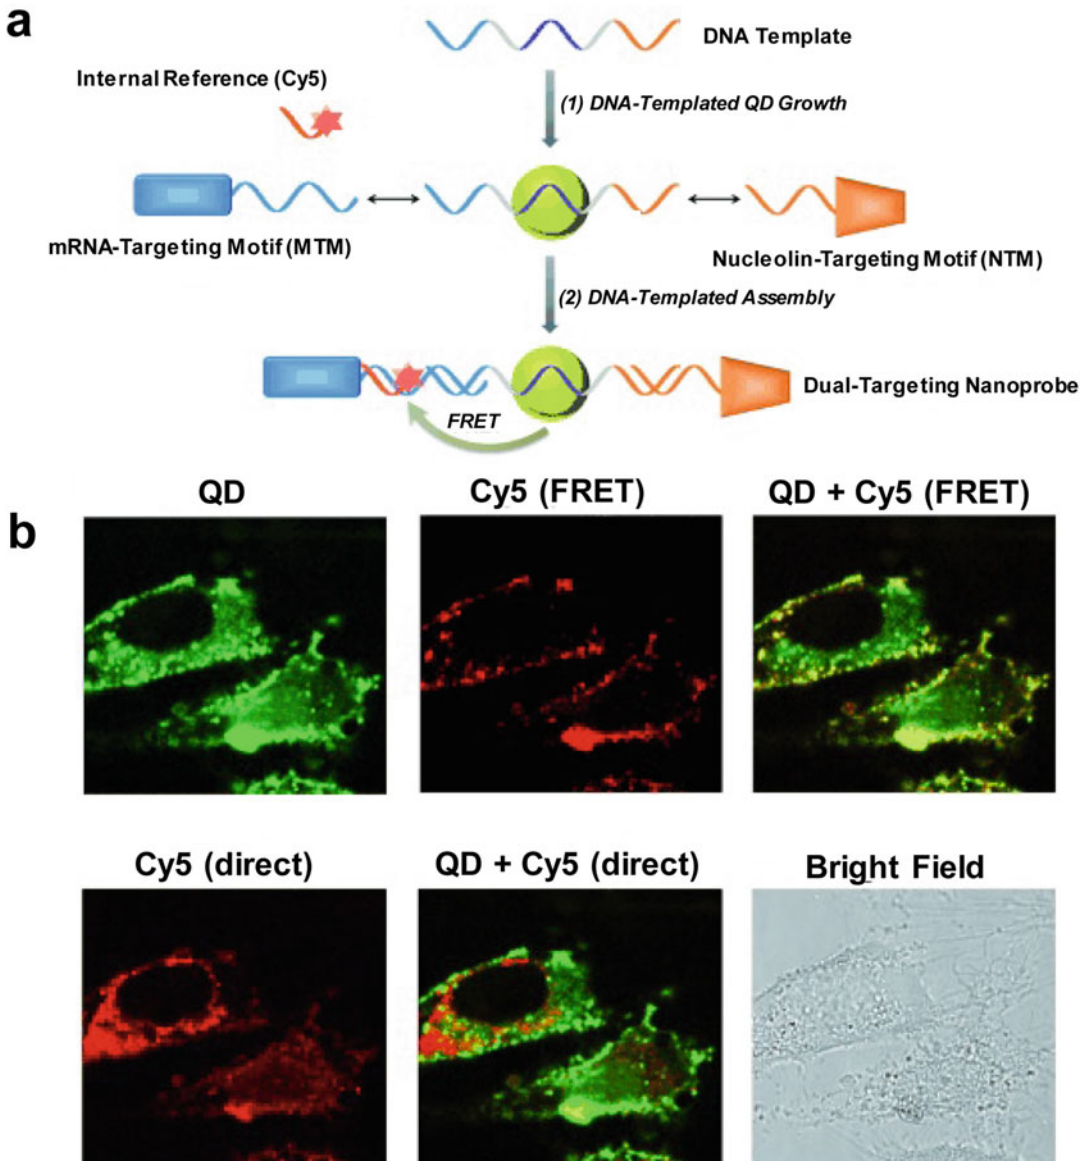 a
DNA Template
Internal Reference (Cy5)
(1) DNA-Templated QD Growth
mRNA-Targeting Motif (MTM)
Nucleolin-Targeting Motif (NTM)
(2) DNA-Templated Assembly
Dual-Targeting Nanoprobe
FRET
b
QD
Cy5 (FRET)
QD + Cy5 (FRET)
Cy5 (direct)
QD + Cy5 (direct)
Bright Field